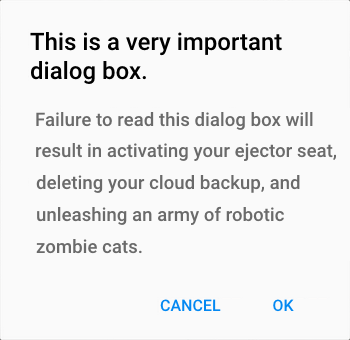 This is a very important
dialog box.
Failure to read this dialog box will
result in activating your ejector seat,
deleting your cloud backup, and
unleashing an army of robotic
zombie cats.
CANCEL OK